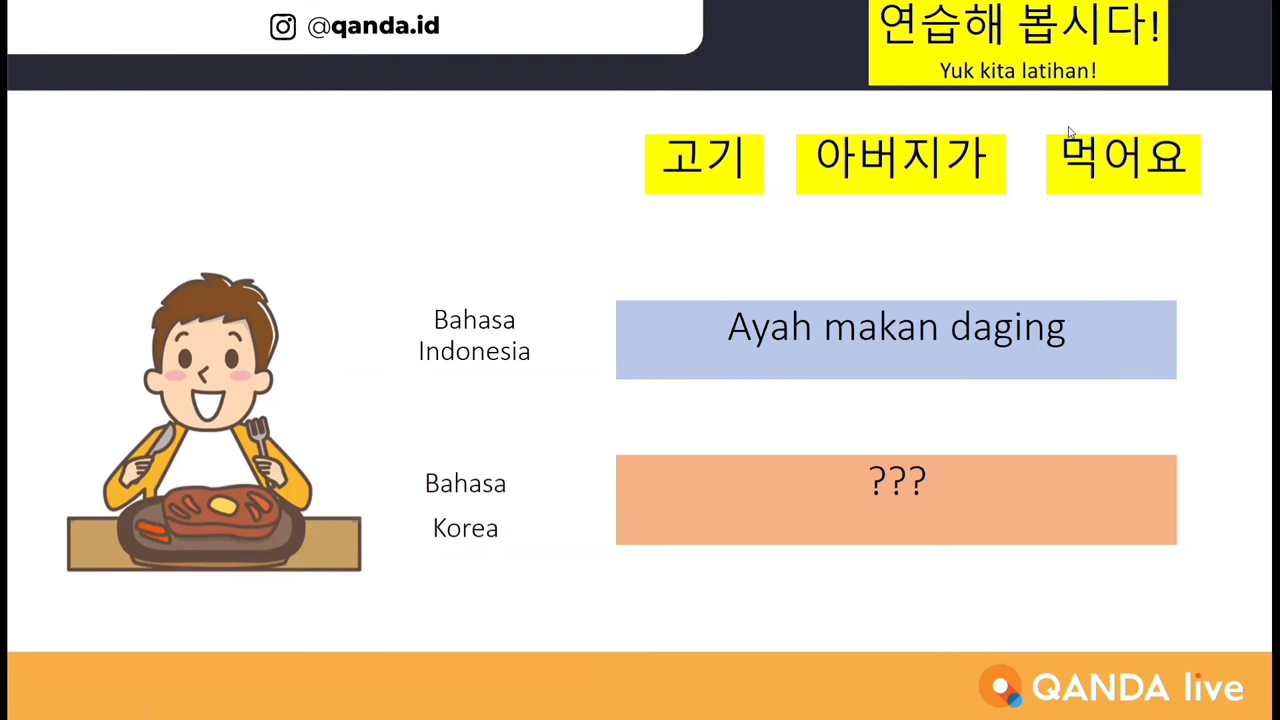 @qanda.id
연습해 봅시다!
Yuk kita latihan!
고기 아버지가 먹어요
Bahasa
Indonesia
Ayah makan daging
Bahasa
Korea
???
QANDA live